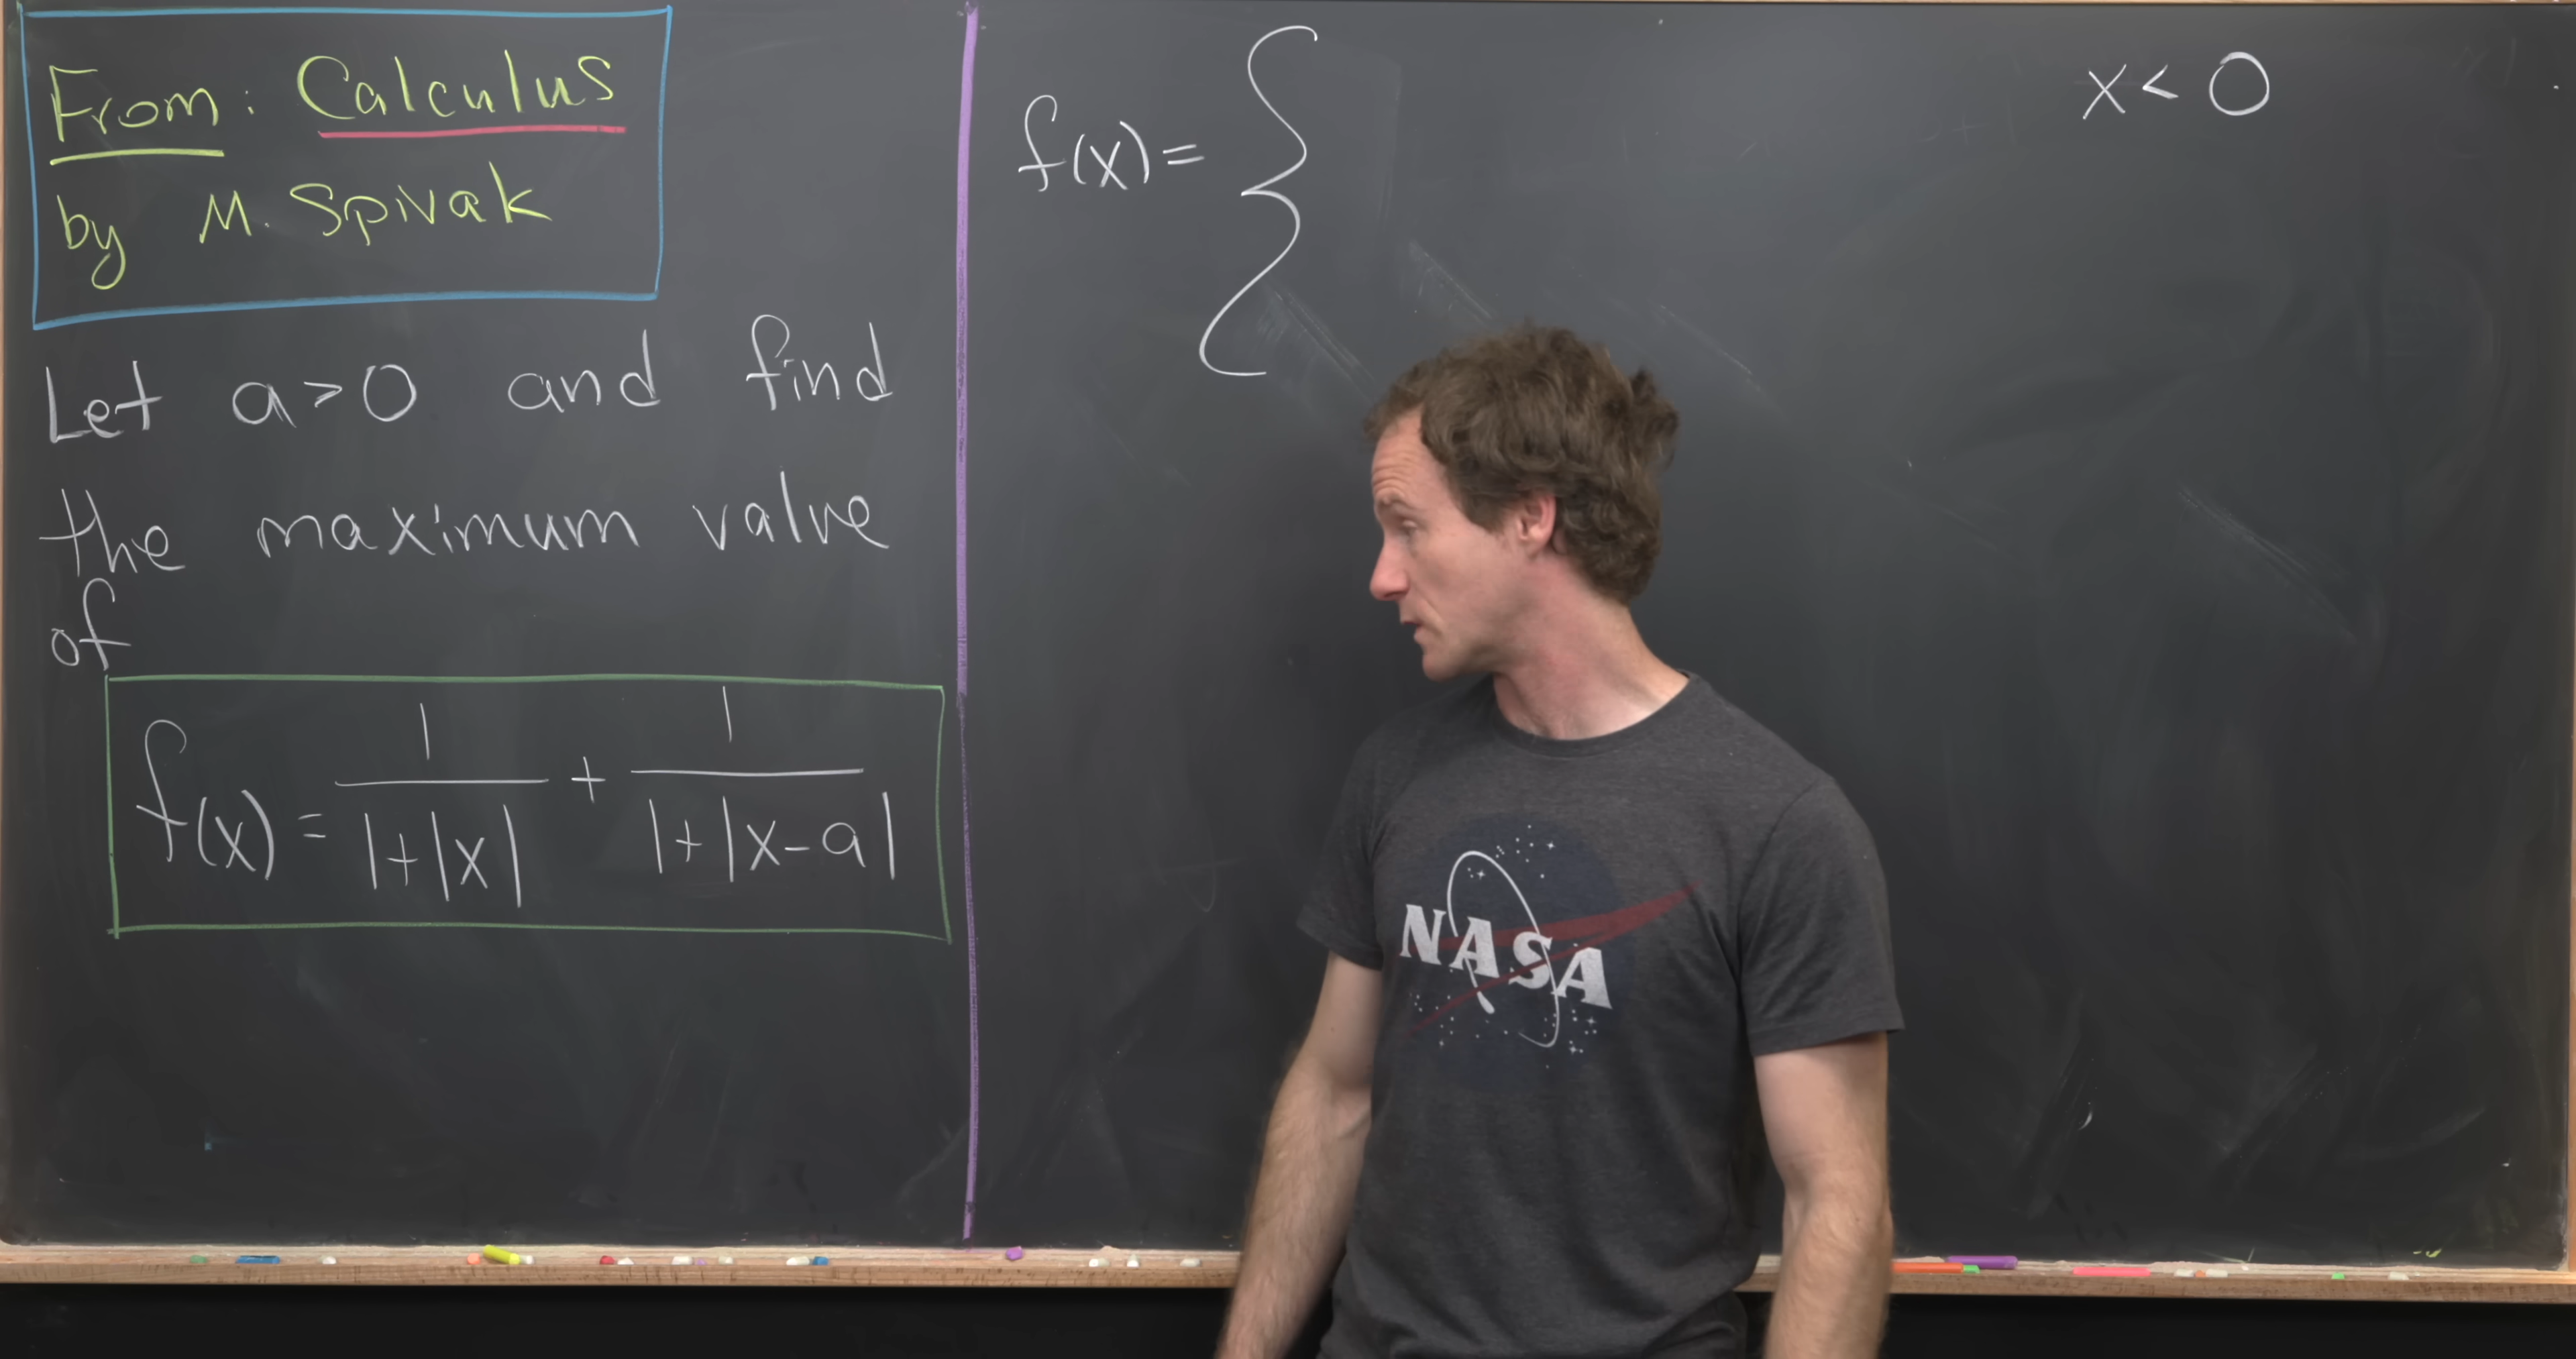 From: Calculus
by M. Spivak
Let a>0 and find
the maximum value
of
f(x) = 1/(1+|x|) + 1/(1+|x-a|)
f(x) = {
x < 0
NASA